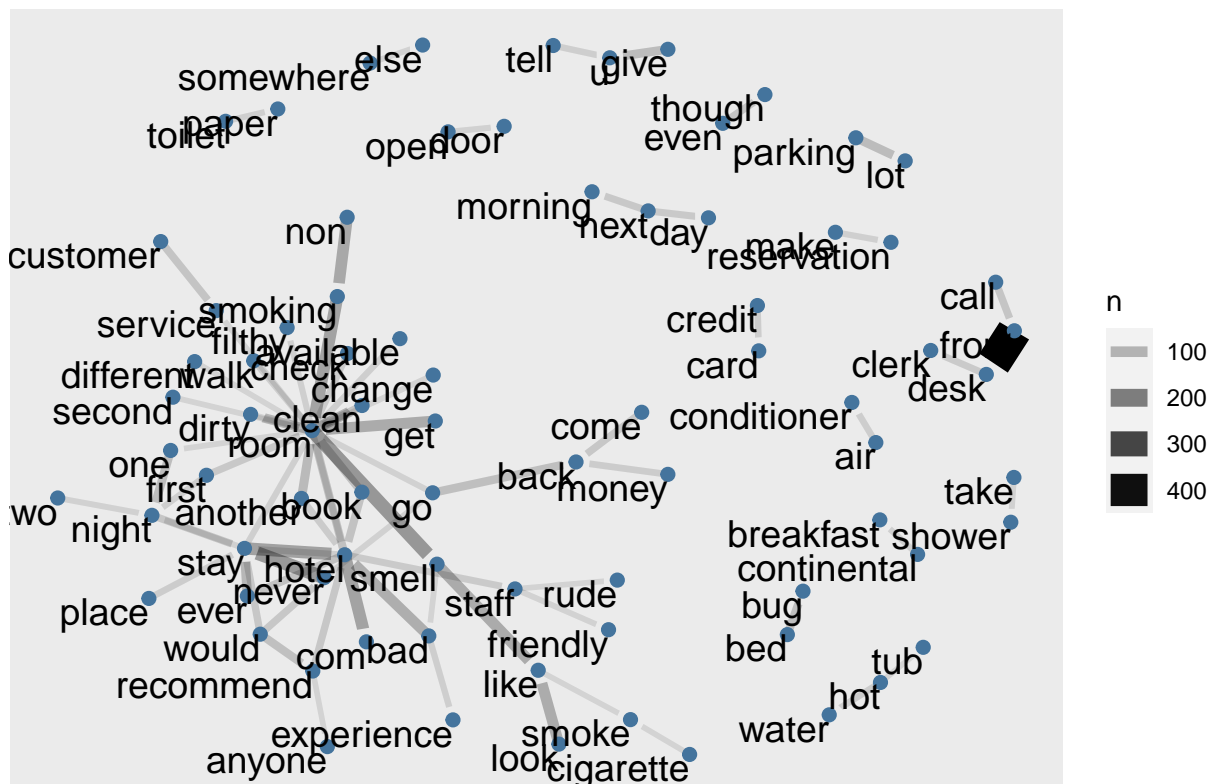 else
somewhere
tell
u
give
though
even
toilet
paper
open
door
parking
lot
morning
next
day
make
reservation
non
customer
smoking
service
filthy
available
check
different
walk
change
second
dirty
clean
room
get
one
first
two
night
another
book
go
credit
card
call
clerk
desk
conditioner
air
come
back
money
take
shower
breakfast
continental
stay
hotel
smell
never
ever
place
would
staff
rude
friendly
bug
bed
com
bad
recommend
like
tub
hot
water
experience
anyone
smoke
look
cigarette
n
100
200
300
400